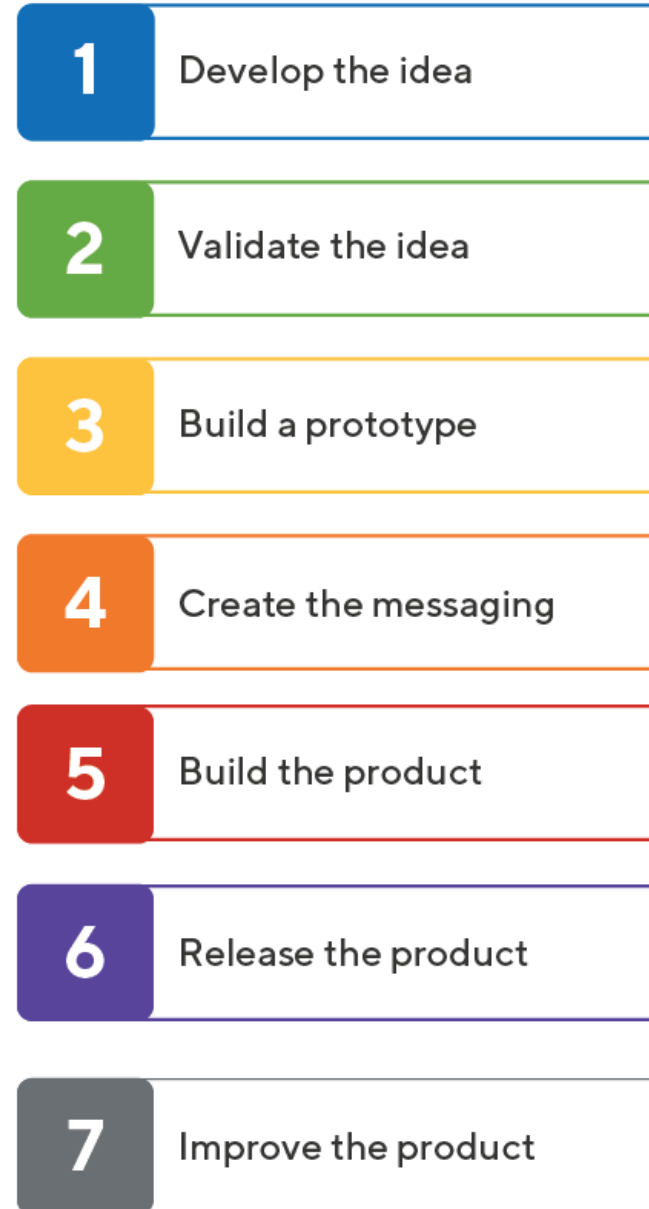 1
Develop the idea
2
Validate the idea
3
Build a prototype
4
Create the messaging
5
Build the product
6
Release the product
7
Improve the product